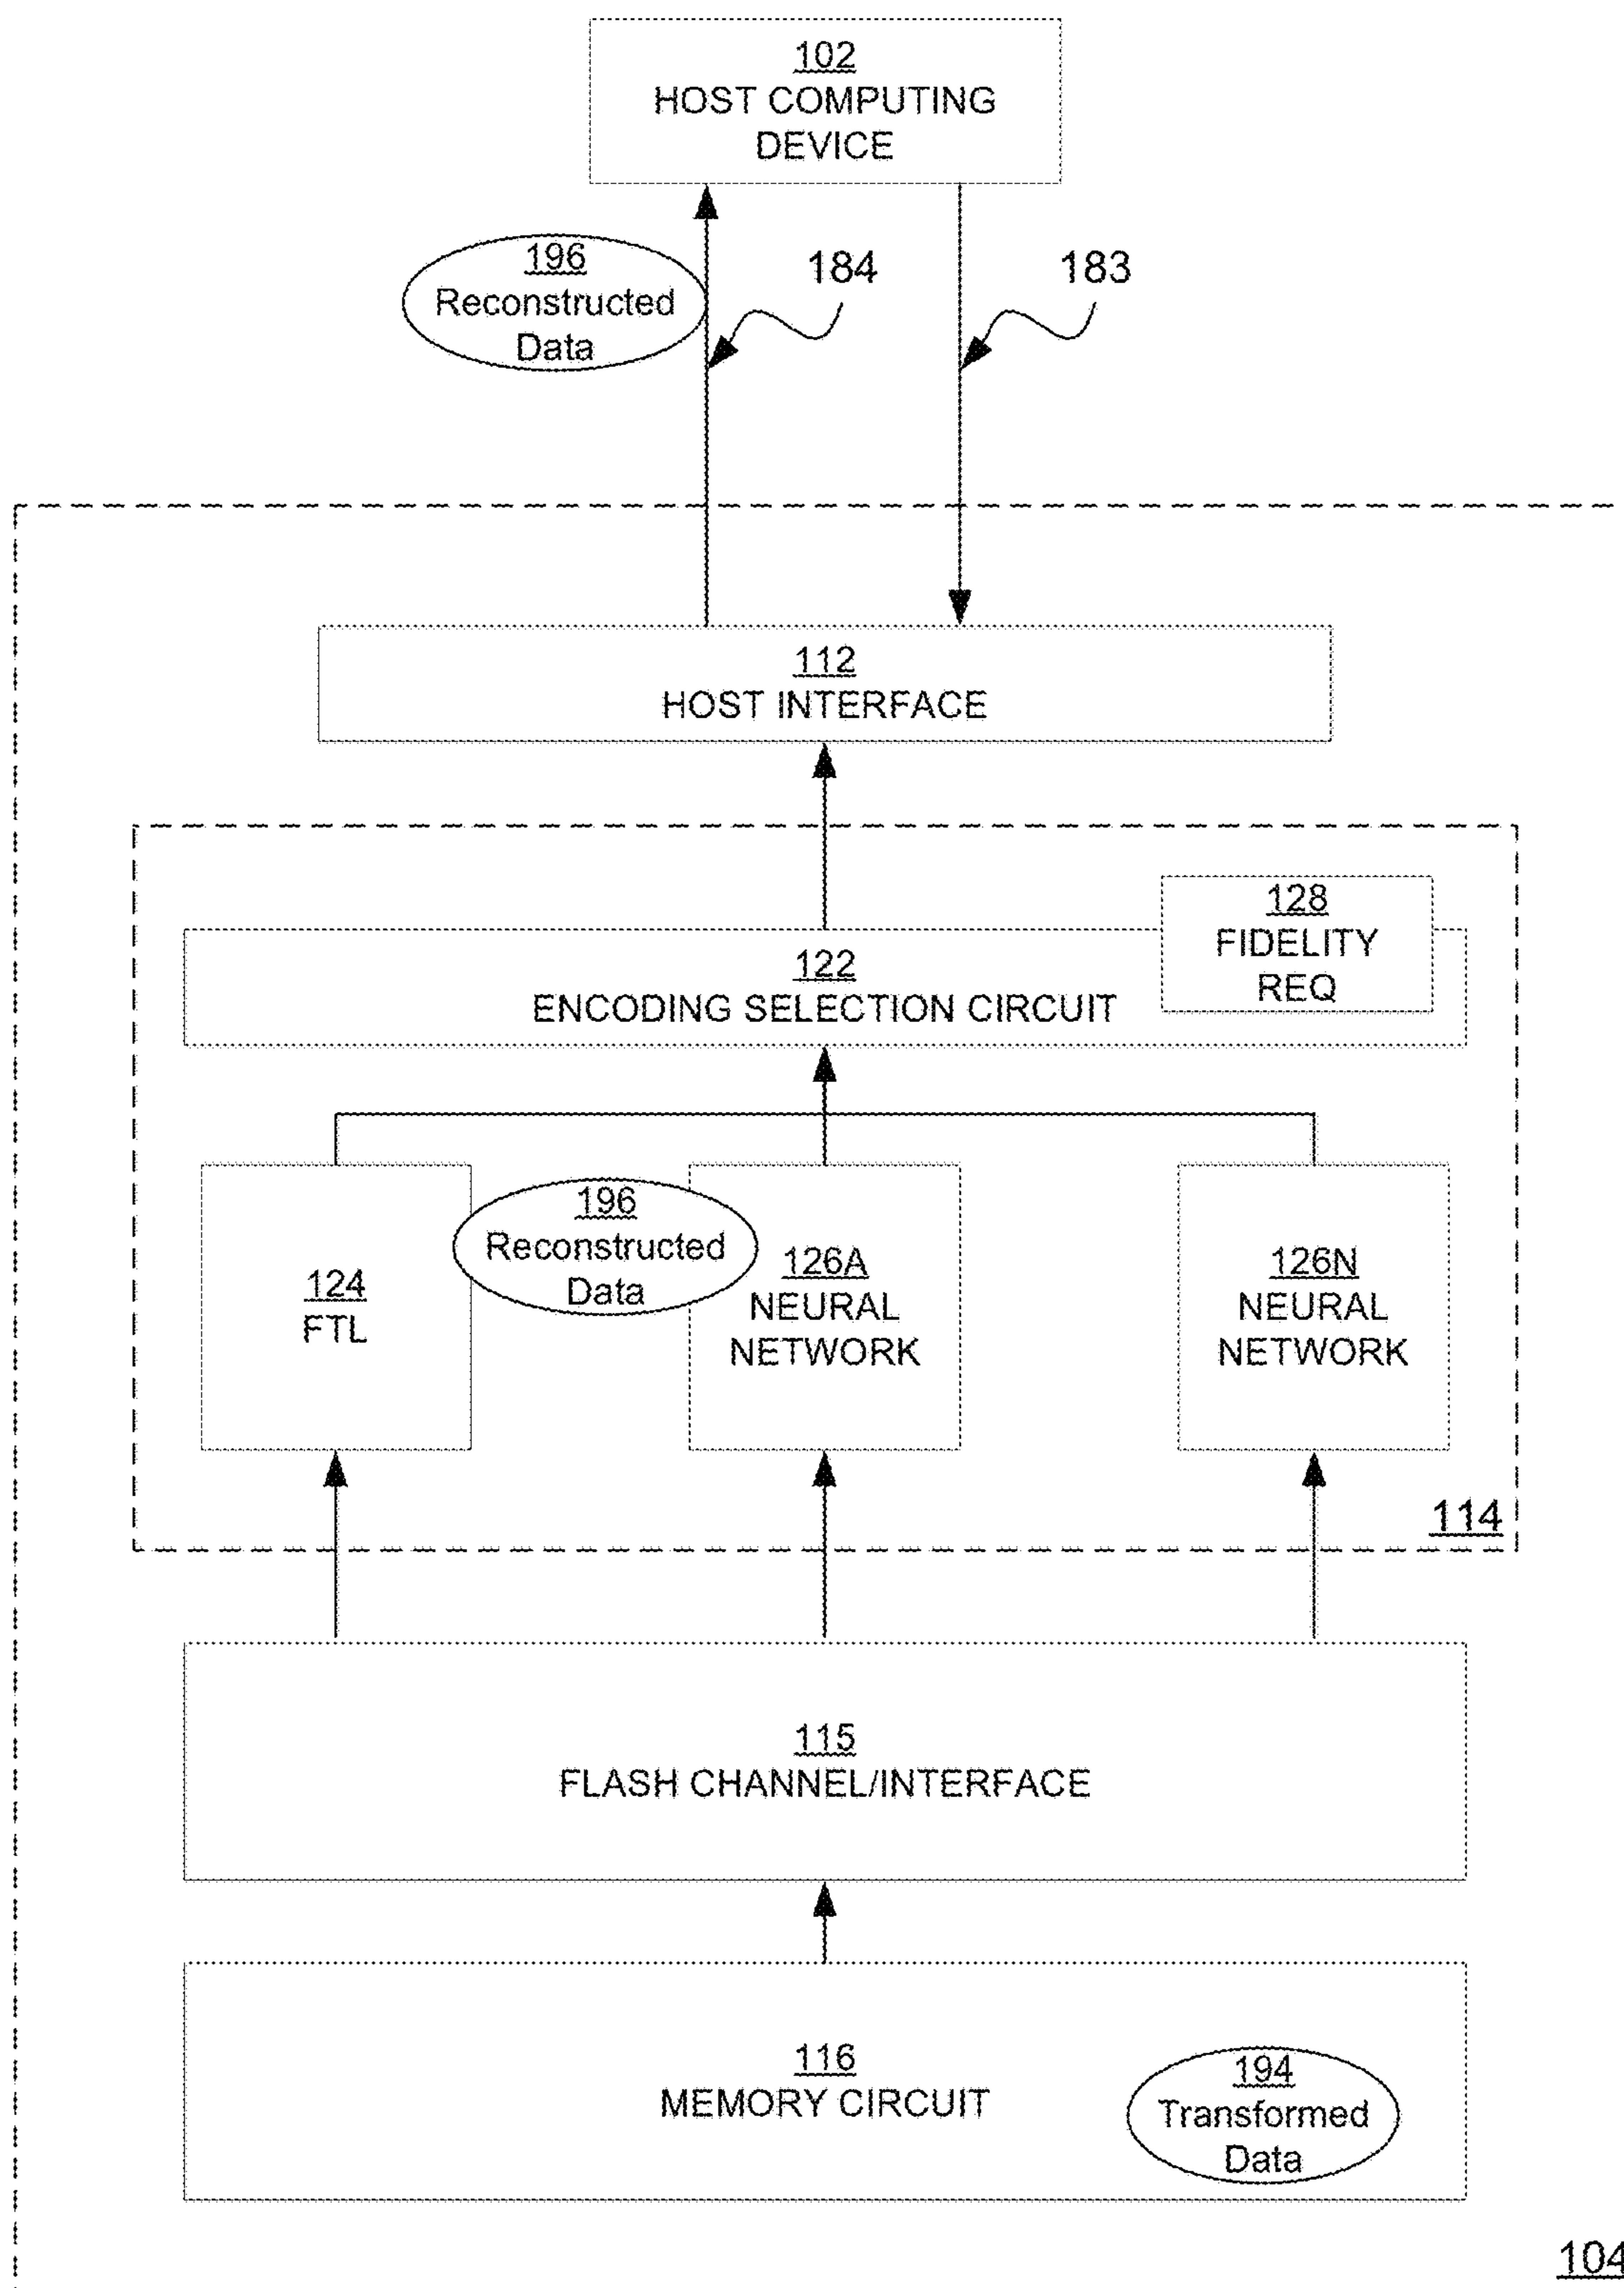 102
HOST COMPUTING
DEVICE
196
Reconstructed
Data
184
183
112
HOST INTERFACE
128
FIDELITY
REQ
122
ENCODING SELECTION CIRCUIT
124
FTL
196
Reconstructed
Data
126A
NEURAL
NETWORK
126N
NEURAL
NETWORK
114
115
FLASH CHANNEL/INTERFACE
116
MEMORY CIRCUIT
194
Transformed
Data
104